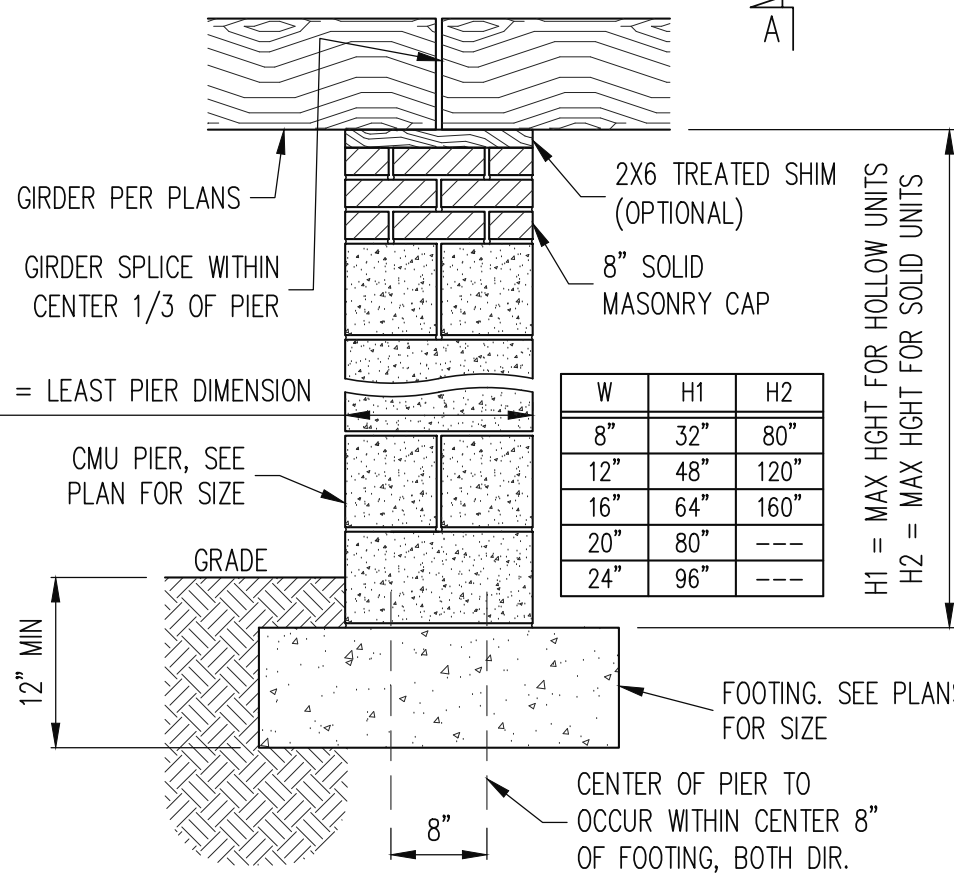 A
GIRDER PER PLANS
2X6 TREATED SHIM
(OPTIONAL)
GIRDER SPLICE WITHIN
CENTER 1/3 OF PIER
8" SOLID
MASONRY CAP
= LEAST PIER DIMENSION
W H1 H2
8" 32" 80"
12" 48" 120"
16" 64" 160"
20" 80" ---
24" 96" ---
H1 = MAX HGHT FOR HOLLOW UNITS
H2 = MAX HGHT FOR SOLID UNITS
CMU PIER, SEE
PLAN FOR SIZE
GRADE
12" MIN
FOOTING. SEE PLANS
FOR SIZE
CENTER OF PIER TO
OCCUR WITHIN CENTER 8"
OF FOOTING, BOTH DIR.
8"